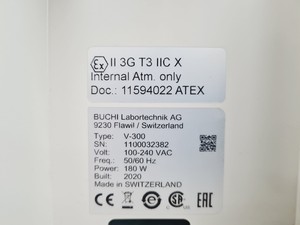 Ex II 3G T3 IIC X
Internal Atm. only
Doc.: 11594022 ATEX
BUCHI Labortechnik AG
9230 Flawil / Switzerland
Type: V-300
SN: 1100032382
Volt: 100-240 VAC
Freq.: 50/60 Hz
Power: 180 W
Built: 2020
Made in SWITZERLAND